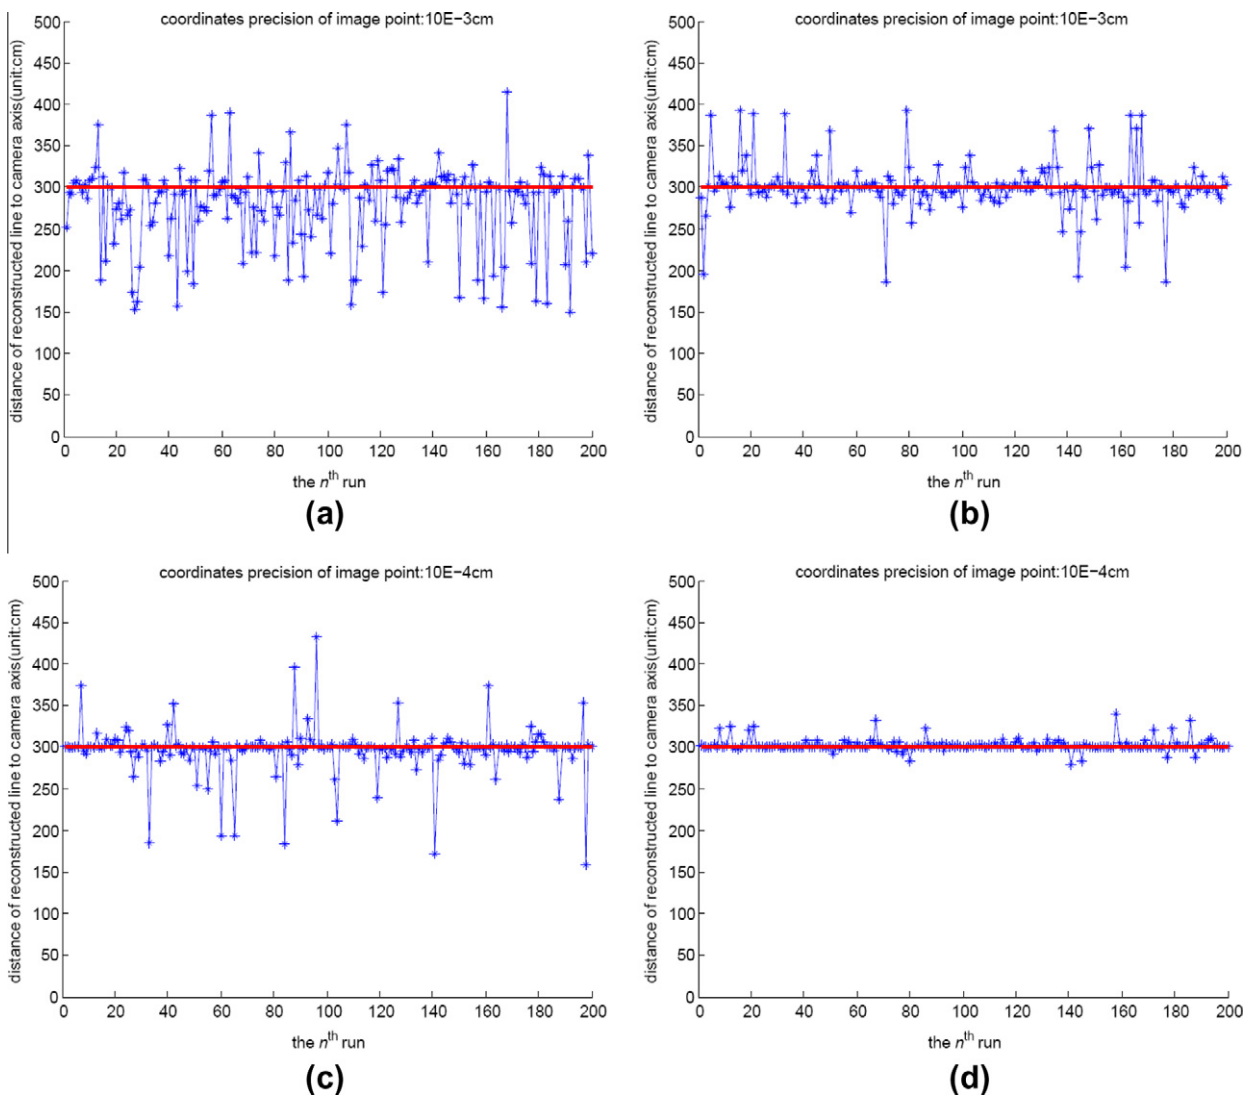 coordinates precision of image point:10E−3cm
distance of reconstructed line to camera axis(unit:cm)
500
450
400
350
300
250
200
150
100
50
0
0 20 40 60 80 100 120 140 160 180 200
the nth run
(a)
coordinates precision of image point:10E−3cm
distance of reconstructed line to camera axis(unit:cm)
500
450
400
350
300
250
200
150
100
50
0
0 20 40 60 80 100 120 140 160 180 200
the nth run
(b)
coordinates precision of image point:10E−4cm
distance of reconstructed line to camera axis(unit:cm)
500
450
400
350
300
250
200
150
100
50
0
0 20 40 60 80 100 120 140 160 180 200
the nth run
(c)
coordinates precision of image point:10E−4cm
distance of reconstructed line to camera axis(unit:cm)
500
450
400
350
300
250
200
150
100
50
0
0 20 40 60 80 100 120 140 160 180 200
the nth run
(d)